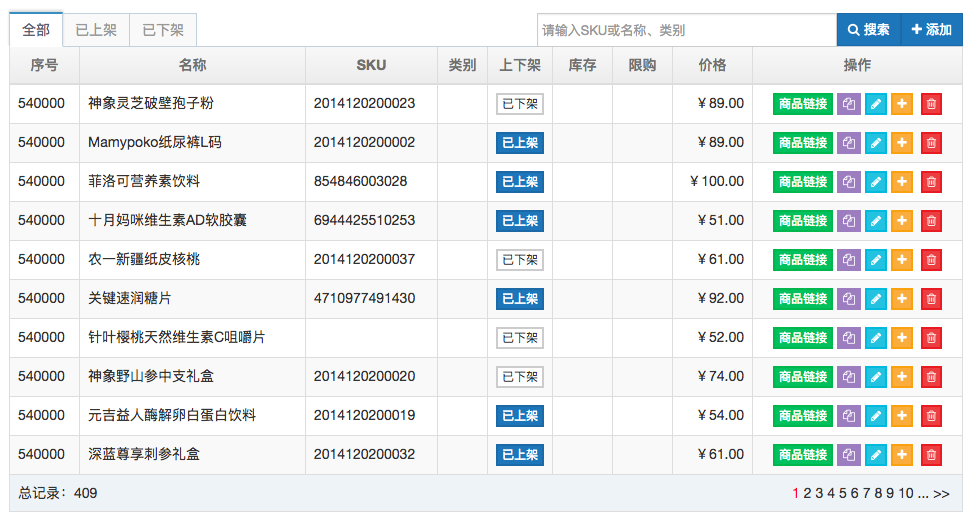 全部 已上架 已下架 请输入SKU或名称、类别 搜索 添加
序号 名称 SKU 类别 上下架 库存 限购 价格 操作
540000 神象灵芝破壁孢子粉 2014120200023 已下架 ¥ 89.00 商品链接
540000 Mamypoko纸尿裤L码 2014120200002 已上架 ¥ 89.00 商品链接
540000 菲洛可营养素饮料 854846003028 已上架 ¥ 100.00 商品链接
540000 十月妈咪维生素AD软胶囊 6944425510253 已上架 ¥ 51.00 商品链接
540000 农一新疆纸皮核桃 2014120200037 已下架 ¥ 61.00 商品链接
540000 关键速润糖片 4710977491430 已上架 ¥ 92.00 商品链接
540000 针叶樱桃天然维生素C咀嚼片 已下架 ¥ 52.00 商品链接
540000 神象野山参中支礼盒 2014120200020 已下架 ¥ 74.00 商品链接
540000 元吉益人酶解卵白蛋白饮料 2014120200019 已上架 ¥ 54.00 商品链接
540000 深蓝尊享刺参礼盒 2014120200032 已上架 ¥ 61.00 商品链接
总记录：409 1 2 3 4 5 6 7 8 9 10 ... >>